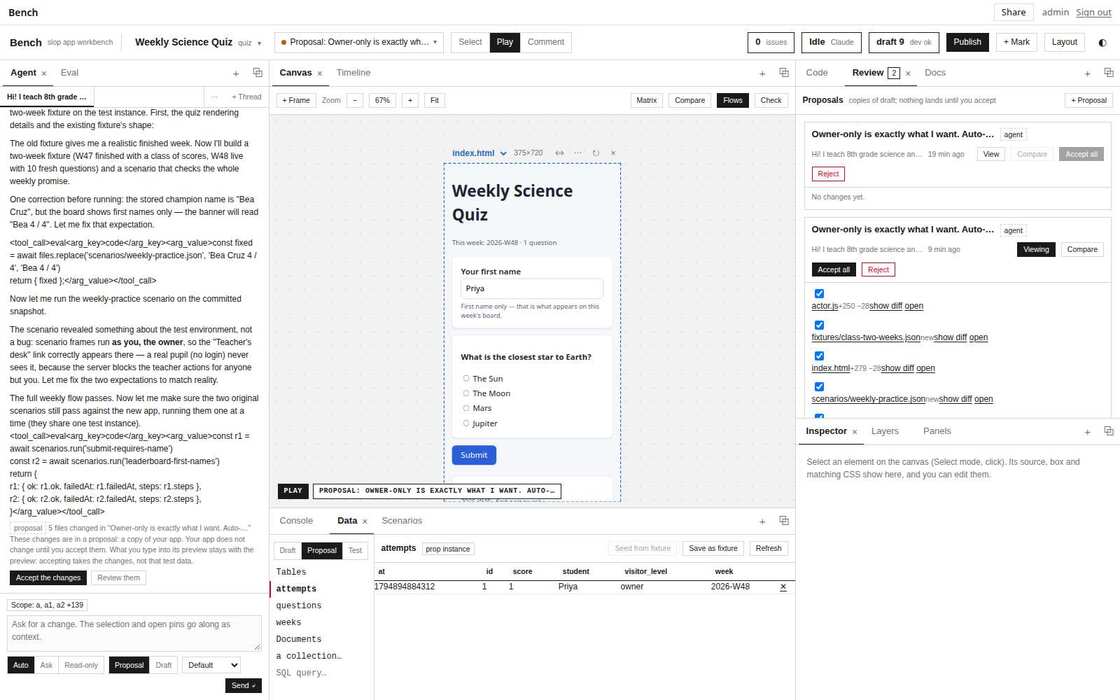 Bench
Share admin Sign out
Bench slop app workbench Weekly Science Quiz quiz ▾
Proposal: Owner-only is exactly wh… ▾
Select Play Comment
0 issues Idle Claude draft 9 dev ok Publish + Mark Layout
Agent × Eval +
Hi! I teach 8th grade … ··· + Thread
two-week fixture on the test instance. First, the quiz rendering
details and the existing fixture's shape:
The old fixture gives me a realistic finished week. Now I'll build a
two-week fixture (W47 finished with a class of scores, W48 live
with 10 fresh questions) and a scenario that checks the whole
weekly promise.
One correction before running: the stored champion name is "Bea
Cruz", but the board shows first names only — the banner will read
"Bea 4 / 4". Let me fix that expectation.
<tool_call>eval<arg_key>code</arg_key><arg_value>const fixed
= await files.replace('scenarios/weekly-practice.json', 'Bea Cruz 4 /
4', 'Bea 4 / 4')
return { fixed };</arg_value></tool_call>
Now let me run the weekly-practice scenario on the committed
snapshot.
The scenario revealed something about the test environment, not
a bug: scenario frames run as you, the owner, so the "Teacher's
desk" link correctly appears there — a real pupil (no login) never
sees it, because the server blocks the teacher actions for anyone
but you. Let me fix the two expectations to match reality.
The full weekly flow passes. Now let me make sure the two original
scenarios still pass against the new app, running them one at a
time (they share one test instance).
<tool_call>eval<arg_key>code</arg_key><arg_value>const r1 =
await scenarios.run('submit-requires-name')
const r2 = await scenarios.run('leaderboard-first-names')
return {
r1: { ok: r1.ok, failedAt: r1.failedAt, steps: r1.steps },
r2: { ok: r2.ok, failedAt: r2.failedAt, steps: r2.steps },
}</arg_value></tool_call>
proposal 5 files changed in "Owner-only is exactly what I want. Auto-…"
These changes are in a proposal: a copy of your app. Your app does
not change until you accept them. What you type into its preview stays with the
preview: accepting takes the changes, not that test data.
Accept the changes Review them
Scope: a, a1, a2 +139
Ask for a change. The selection and open pins go along as
context.
Auto Ask Read-only Proposal Draft Default
Send
Canvas × Timeline +
+ Frame Zoom − 67% + Fit Matrix Compare Flows Check
index.html 375×720 ⇔ ··· ↻ ×
Weekly Science
Quiz
This week: 2026-W48 · 1 question
Your first name
Priya
First name only — that is what appears on this
week's board.
What is the closest star to Earth?
The Sun
The Moon
Mars
Jupiter
Submit
PLAY PROPOSAL: OWNER-ONLY IS EXACTLY WHAT I WANT. AUTO-…
Console Data × Scenarios +
Draft Proposal Test
Tables
attempts
questions
weeks
Documents
a collection…
SQL query…
attempts prop instance Seed from fixture Save as fixture Refresh
at id score student visitor_level week
1794894884312 1 1 Priya owner 2026-W48 ×
Code Review 2 × Docs +
Proposals copies of draft; nothing lands until you accept + Proposal
Owner-only is exactly what I want. Auto-… agent
Hi! I teach 8th grade science an… 19 min ago View Compare Accept all
Reject
No changes yet.
Owner-only is exactly what I want. Auto-… agent
Hi! I teach 8th grade science an… 9 min ago Viewing Compare
Accept all Reject
actor.js+250 −28show diff open
fixtures/class-two-weeks.jsonnewshow diff open
index.html+279 −28show diff open
scenarios/weekly-practice.jsonnewshow diff open
Inspector × Layers Panels +
Select an element on the canvas (Select mode, click). Its source, box and
matching CSS show here, and you can edit them.